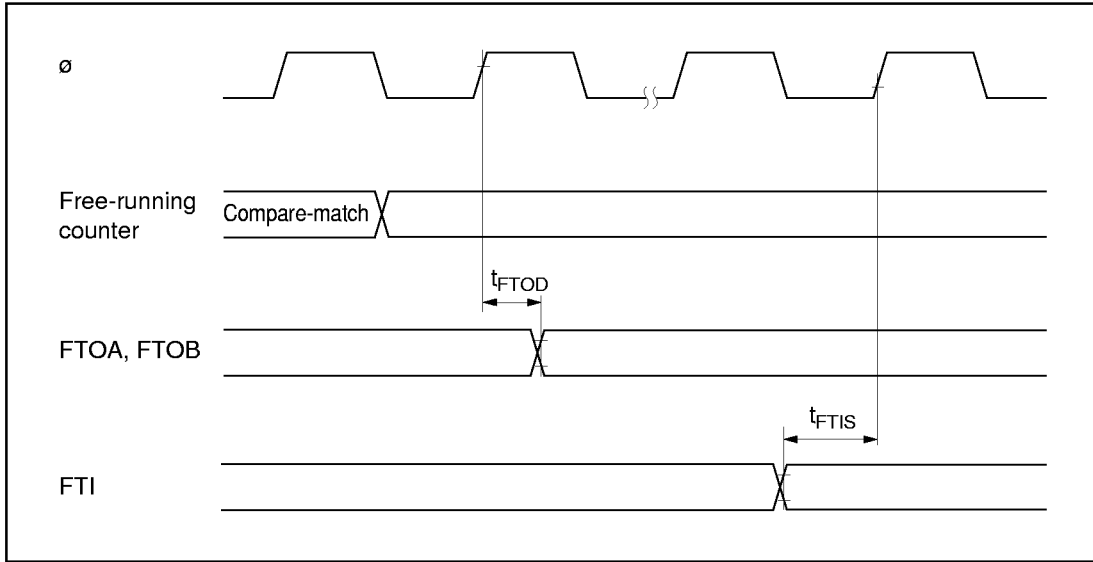 ø
Free-running
counter
Compare-match
tFTOD
FTOA, FTOB
tFTIS
FTI